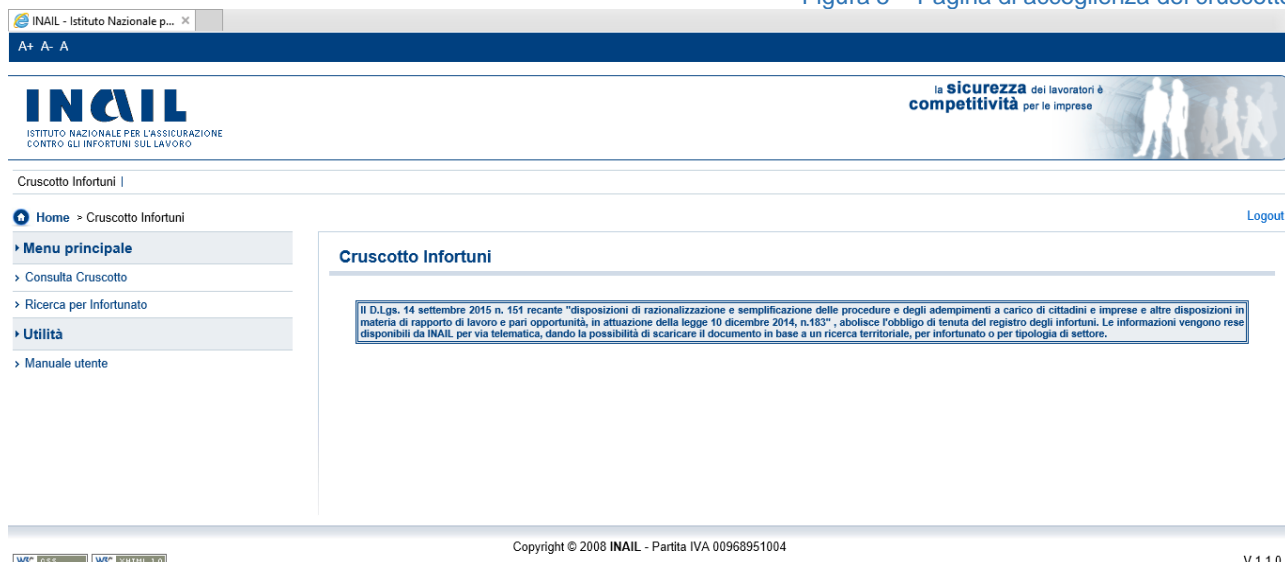 INAIL - Istituto Nazionale p...
A+ A- A
la sicurezza dei lavoratori è
competitività per le imprese
INAIL
ISTITUTO NAZIONALE PER L'ASSICURAZIONE
CONTRO GLI INFORTUNI SUL LAVORO
Cruscotto Infortuni |
Home > Cruscotto Infortuni
Logout
Menu principale
Consulta Cruscotto
Ricerca per Infortunato
Utilità
Manuale utente
Cruscotto Infortuni
Il D.Lgs. 14 settembre 2015 n. 151 recante "disposizioni di razionalizzazione e semplificazione delle procedure e degli adempimenti a carico di cittadini e imprese e altre disposizioni in
materia di rapporto di lavoro e pari opportunità, in attuazione della legge 10 dicembre 2014, n.183" , abolisce l'obbligo di tenuta del registro degli infortuni. Le informazioni vengono rese
disponibili da INAIL per via telematica, dando la possibilità di scaricare il documento in base a un ricerca territoriale, per infortunato o per tipologia di settore.
Copyright © 2008 INAIL - Partita IVA 00968951004
V.1.1.0